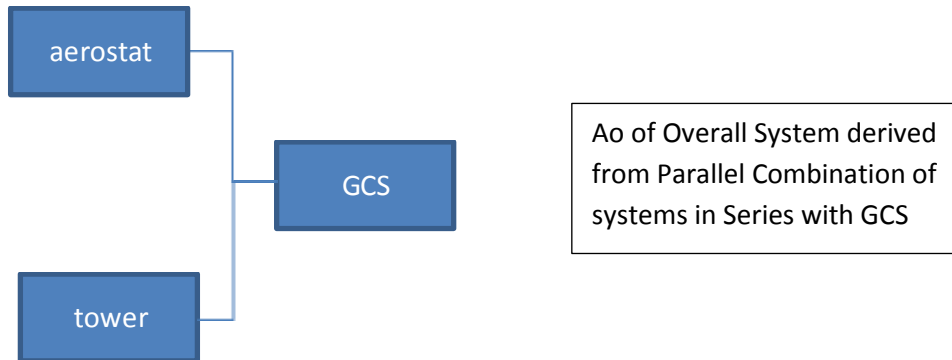 aerostat
GCS
tower
Ao of Overall System derived
from Parallel Combination of
systems in Series with GCS